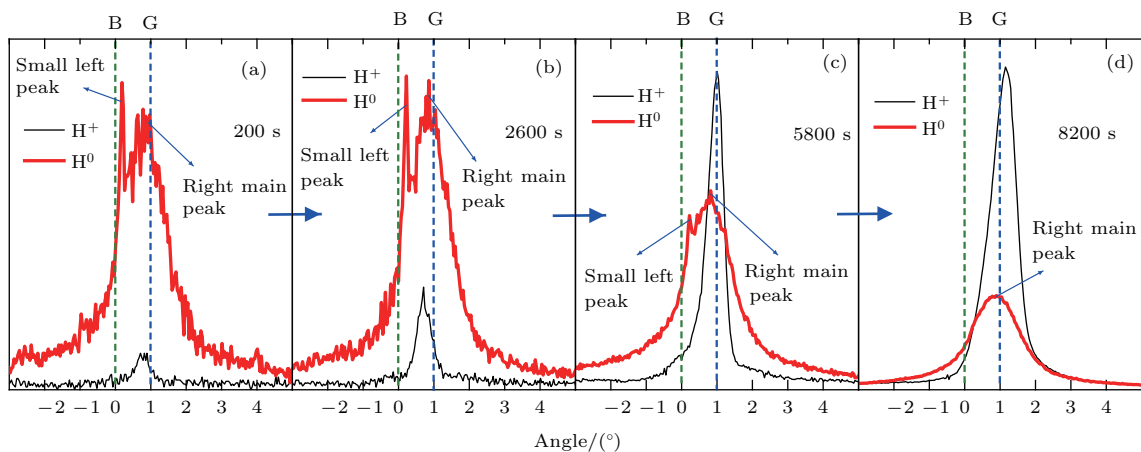 B G B G B G B G
(a)
Small left
peak
H⁺
H⁰
200 s
Right main
peak
−2 −1 0 1 2 3 4
(b)
H⁺
H⁰
2600 s
Small left
peak
Right main
peak
−2 −1 0 1 2 3 4
(c)
H⁺
H⁰
5800 s
Small left
peak
Right main
peak
−2 −1 0 1 2 3 4
(d)
H⁺
H⁰
8200 s
Right main
peak
−2 −1 0 1 2 3 4
Angle/(°)